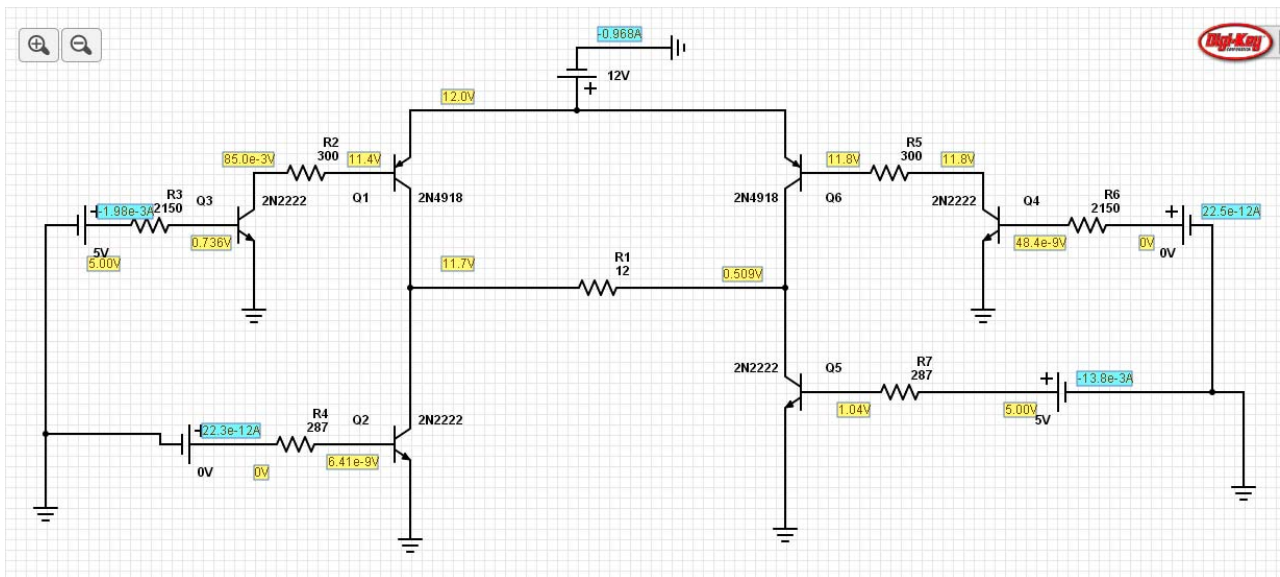 -0.968A
Digi-Key
CORPORATION
12V
+
12.0V
R2
300
85.0e-3V
11.4V
Q1
2N4918
R3
2150
Q3
2N2222
+
-1.98e-3A
0.736V
5V
5.00V
11.7V
R1
12
0.509V
2N4918
Q6
11.8V
R5
300
11.8V
2N2222
Q4
R6
2150
+
22.5e-12A
48.4e-9V
0V
0V
2N2222
Q5
R7
287
+
-13.8e-3A
1.04V
5.00V
5V
R4
287
Q2
2N2222
+
22.3e-12A
0V
0V
6.41e-9V